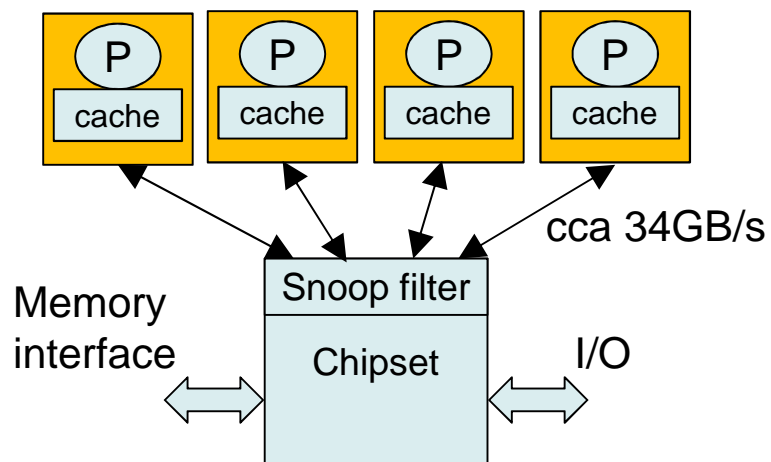 P
P
P
P
cache
cache
cache
cache
cca 34GB/s
Snoop filter
Memory
interface
Chipset
I/O